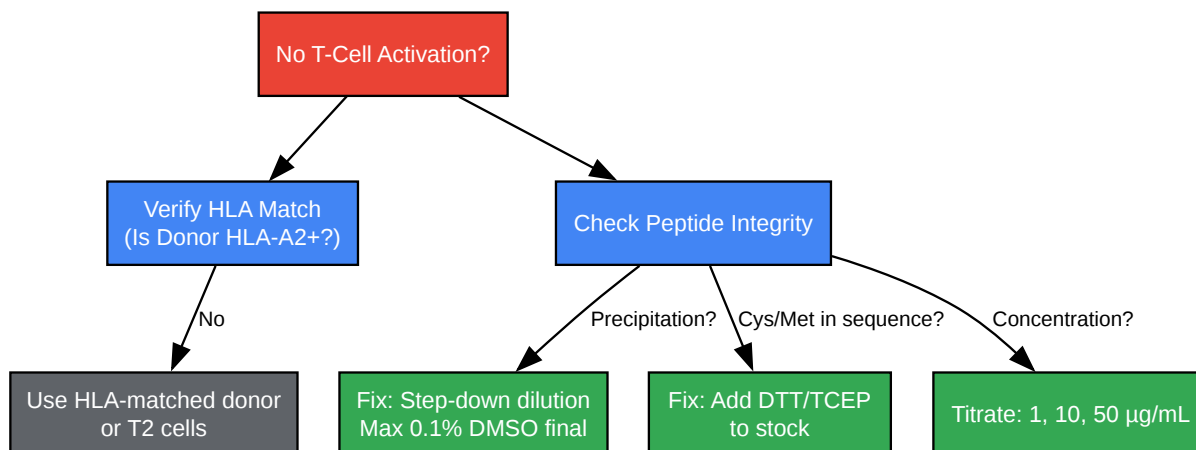 No T-Cell Activation?
Verify HLA Match
(Is Donor HLA-A2+?)
Check Peptide Integrity
No
Precipitation?
Cys/Met in sequence?
Concentration?
Use HLA-matched donor
or T2 cells
Fix: Step-down dilution
Max 0.1% DMSO final
Fix: Add DTT/TCEP
to stock
Titrate: 1, 10, 50 µg/mL